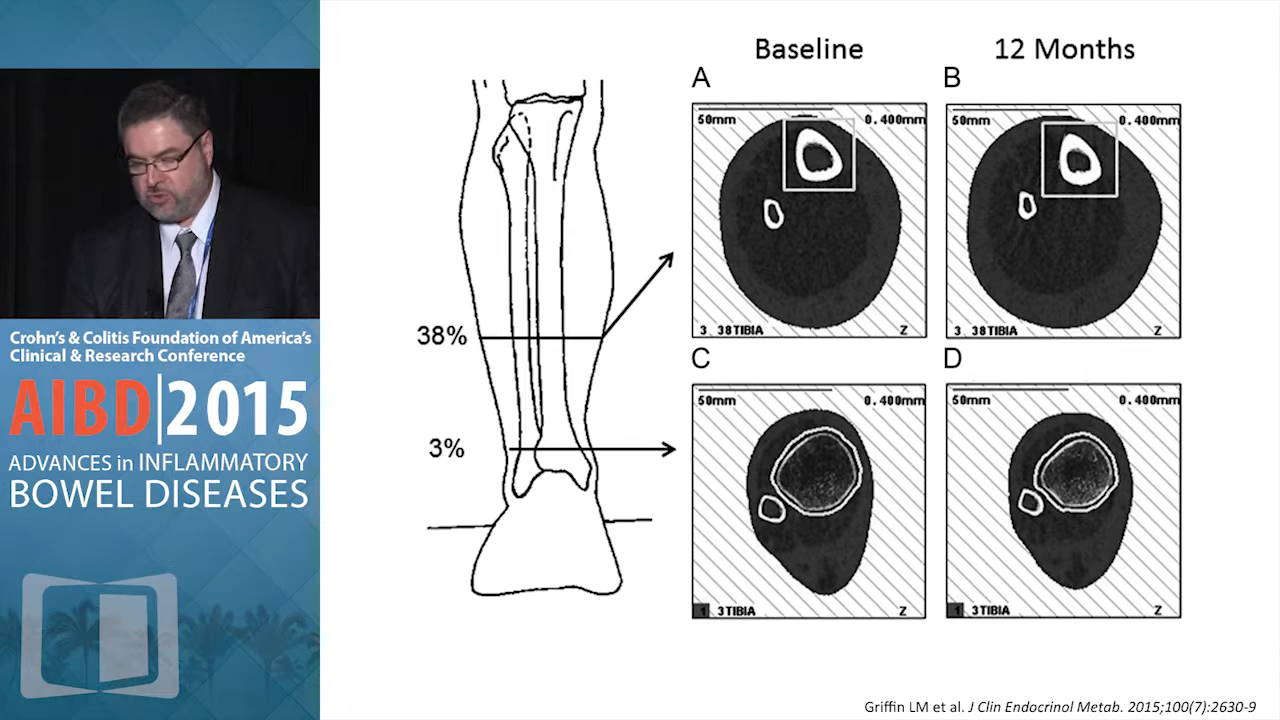 Crohn's & Colitis Foundation of America's
Clinical & Research Conference
AIBD|2015
ADVANCES in INFLAMMATORY
BOWEL DISEASES
Baseline
12 Months
A
B
50mm
0.400mm
50mm
0.400mm
3 38TIBIA
Z
3 38TIBIA
Z
38%
3%
C
D
50mm
0.400mm
50mm
0.400mm
1 3TIBIA
Z
1 3TIBIA
Z
Griffin LM et al. J Clin Endocrinol Metab. 2015;100(7):2630-9